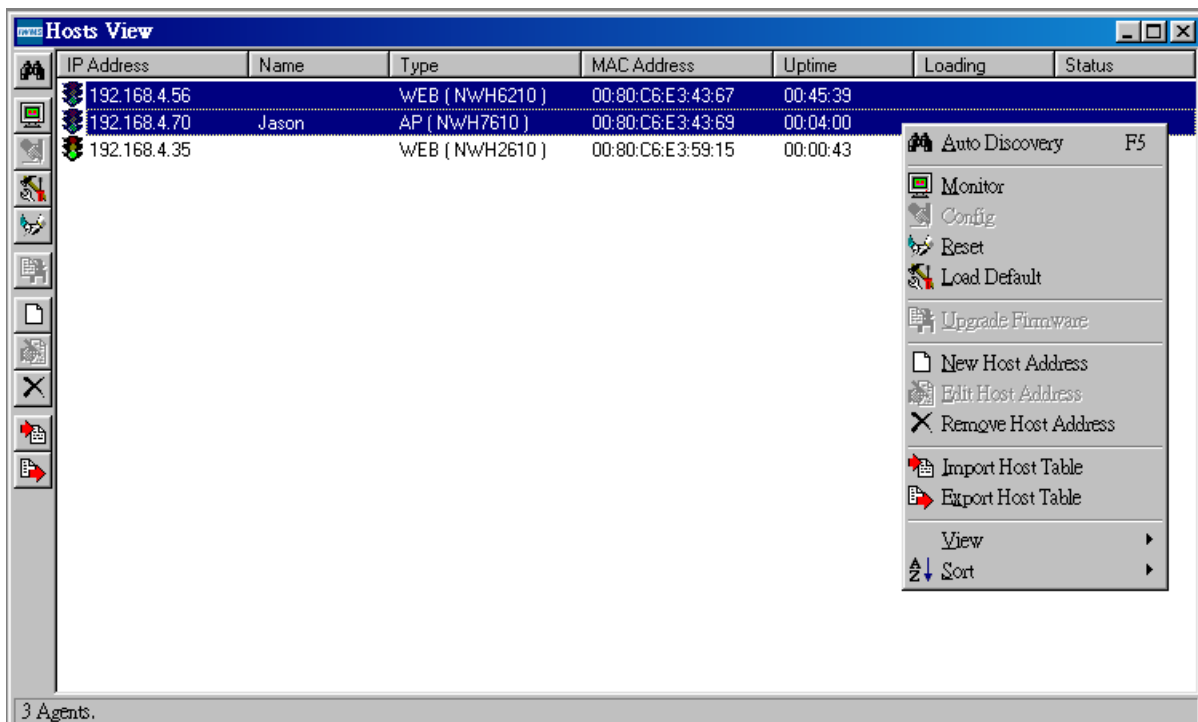 Hosts View
IP Address Name Type MAC Address Uptime Loading Status
192.168.4.56 WEB ( NWH6210 ) 00:80:C6:E3:43:67 00:45:39
192.168.4.70 Jason AP ( NWH7610 ) 00:80:C6:E3:43:69 00:04:00
192.168.4.35 WEB ( NWH2610 ) 00:80:C6:E3:59:15 00:00:43
Auto Discovery F5
Monitor
Config
Reset
Load Default
Upgrade Firmware
New Host Address
Edit Host Address
Remove Host Address
Import Host Table
Export Host Table
View
Sort
3 Agents.